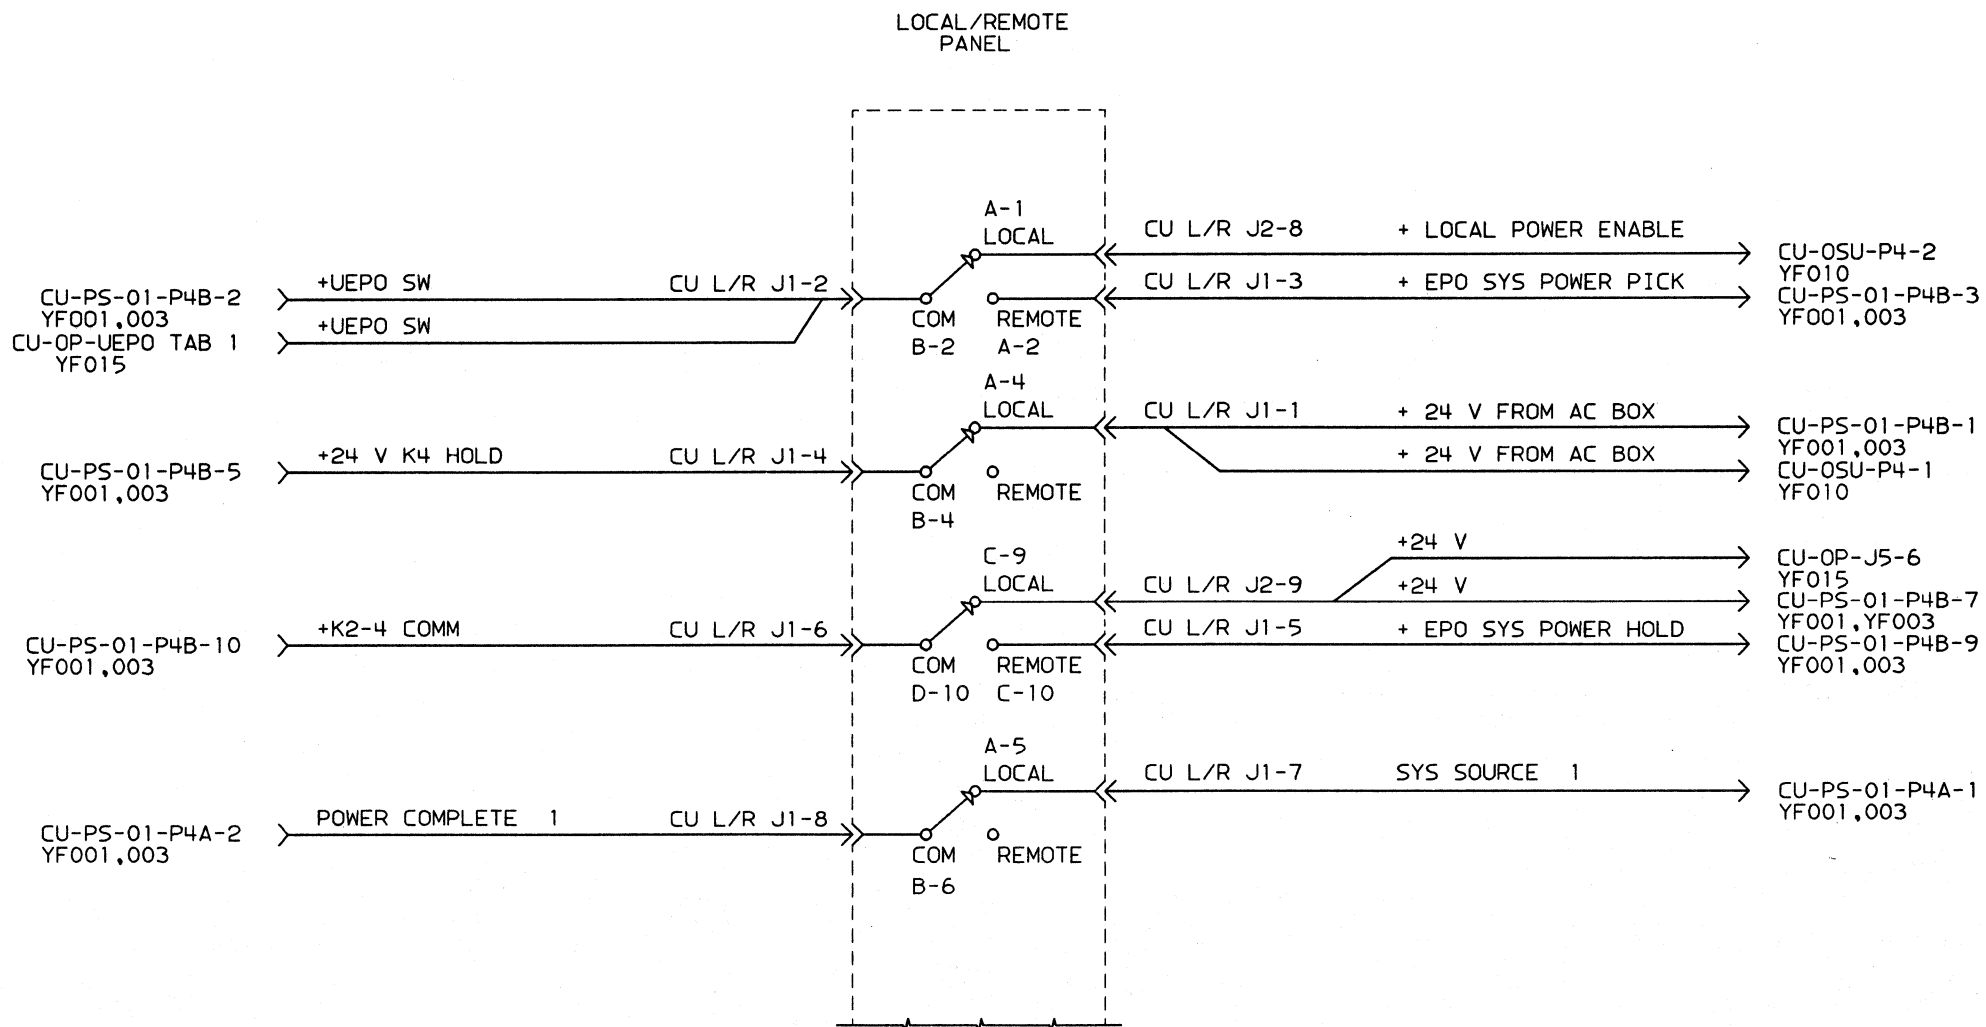 LOCAL/REMOTE
PANEL
A-1
LOCAL
CU L/R J2-8
+ LOCAL POWER ENABLE
CU-OSU-P4-2
YF010
CU-PS-01-P4B-2
YF001,003
+UEPO SW
CU L/R J1-2
COM
B-2
REMOTE
A-2
CU L/R J1-3
+ EPO SYS POWER PICK
CU-PS-01-P4B-3
YF001,003
CU-OP-UEPO TAB 1
YF015
+UEPO SW
A-4
LOCAL
CU L/R J1-1
+ 24 V FROM AC BOX
CU-PS-01-P4B-1
YF001,003
CU-PS-01-P4B-5
YF001,003
+24 V K4 HOLD
CU L/R J1-4
COM
B-4
REMOTE
+ 24 V FROM AC BOX
CU-OSU-P4-1
YF010
C-9
LOCAL
+24 V
CU-OP-J5-6
YF015
CU L/R J2-9
+24 V
CU-PS-01-P4B-7
YF001,YF003
CU-PS-01-P4B-10
YF001,003
+K2-4 COMM
CU L/R J1-6
COM
D-10
REMOTE
C-10
CU L/R J1-5
+ EPO SYS POWER HOLD
CU-PS-01-P4B-9
YF001,003
A-5
LOCAL
CU L/R J1-7
SYS SOURCE 1
CU-PS-01-P4A-1
YF001,003
CU-PS-01-P4A-2
YF001,003
POWER COMPLETE 1
CU L/R J1-8
COM
B-6
REMOTE